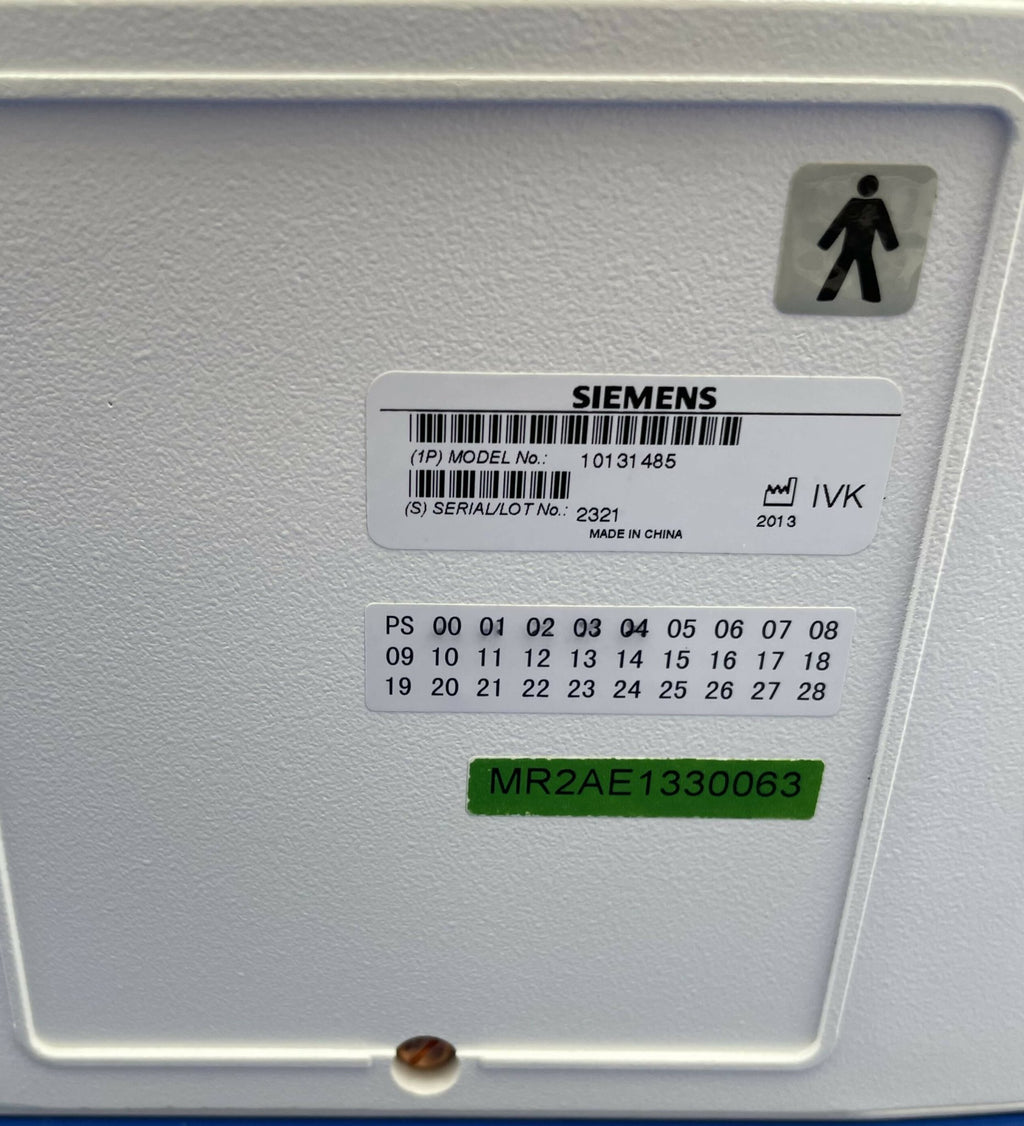 SIEMENS
(1P) MODEL No.: 10131485
(S) SERIAL/LOT No.: 2321
IVK
2013
MADE IN CHINA
PS 00 01 02 03 04 05 06 07 08
09 10 11 12 13 14 15 16 17 18
19 20 21 22 23 24 25 26 27 28
MR2AE1330063